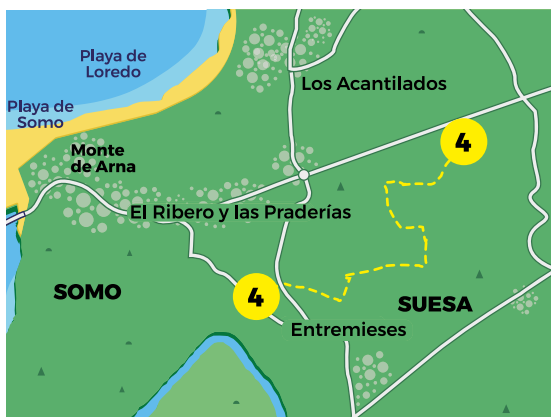 Playa de
Loredo
Los Acantilados
Playa de
Somo
4
Monte
de Arna
El Ribero y las Praderías
4
SOMO
SUESA
Entremieses